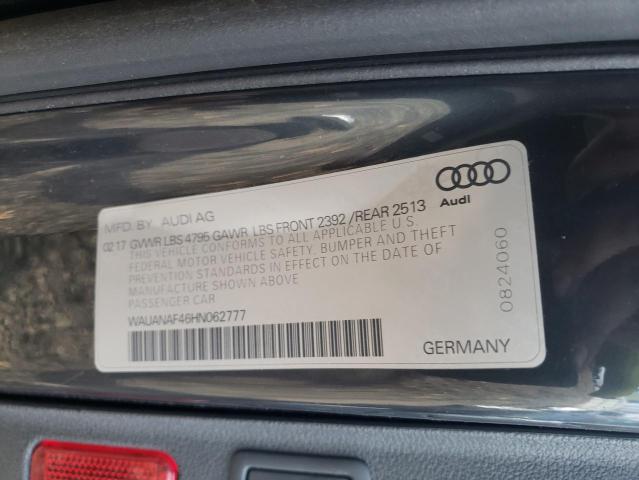 MFD. BY AUDI AG
02 17 GVWR LBS 4795 GAWR LBS FRONT 2392 /REAR 2513
THIS VEHICLE CONFORMS TO ALL APPLICABLE U S
FEDERAL MOTOR VEHICLE SAFETY, BUMPER AND THEFT
PREVENTION STANDARDS IN EFFECT ON THE DATE OF
MANUFACTURE SHOWN ABOVE
PASSENGER CAR
WAUANAF46HN062777
Audi
0824060
GERMANY